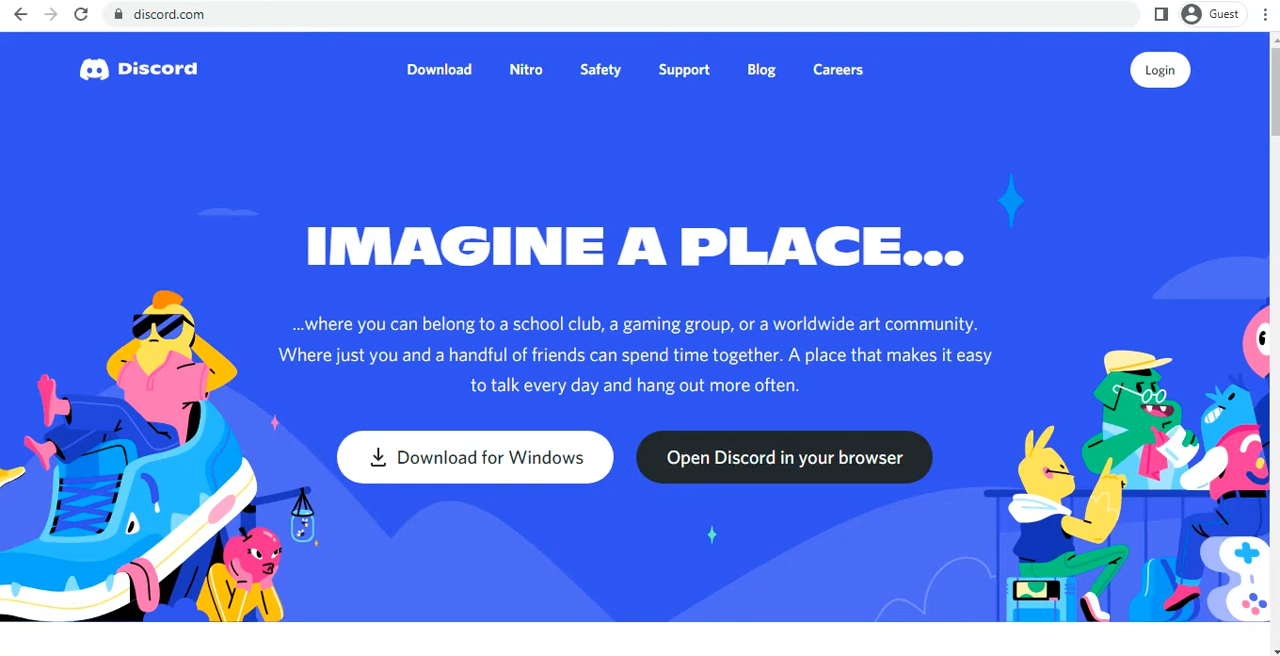 discord.com
Guest
Discord
Download Nitro Safety Support Blog Careers
Login
IMAGINE A PLACE...
...where you can belong to a school club, a gaming group, or a worldwide art community.
Where just you and a handful of friends can spend time together. A place that makes it easy
to talk every day and hang out more often.
Download for Windows
Open Discord in your browser